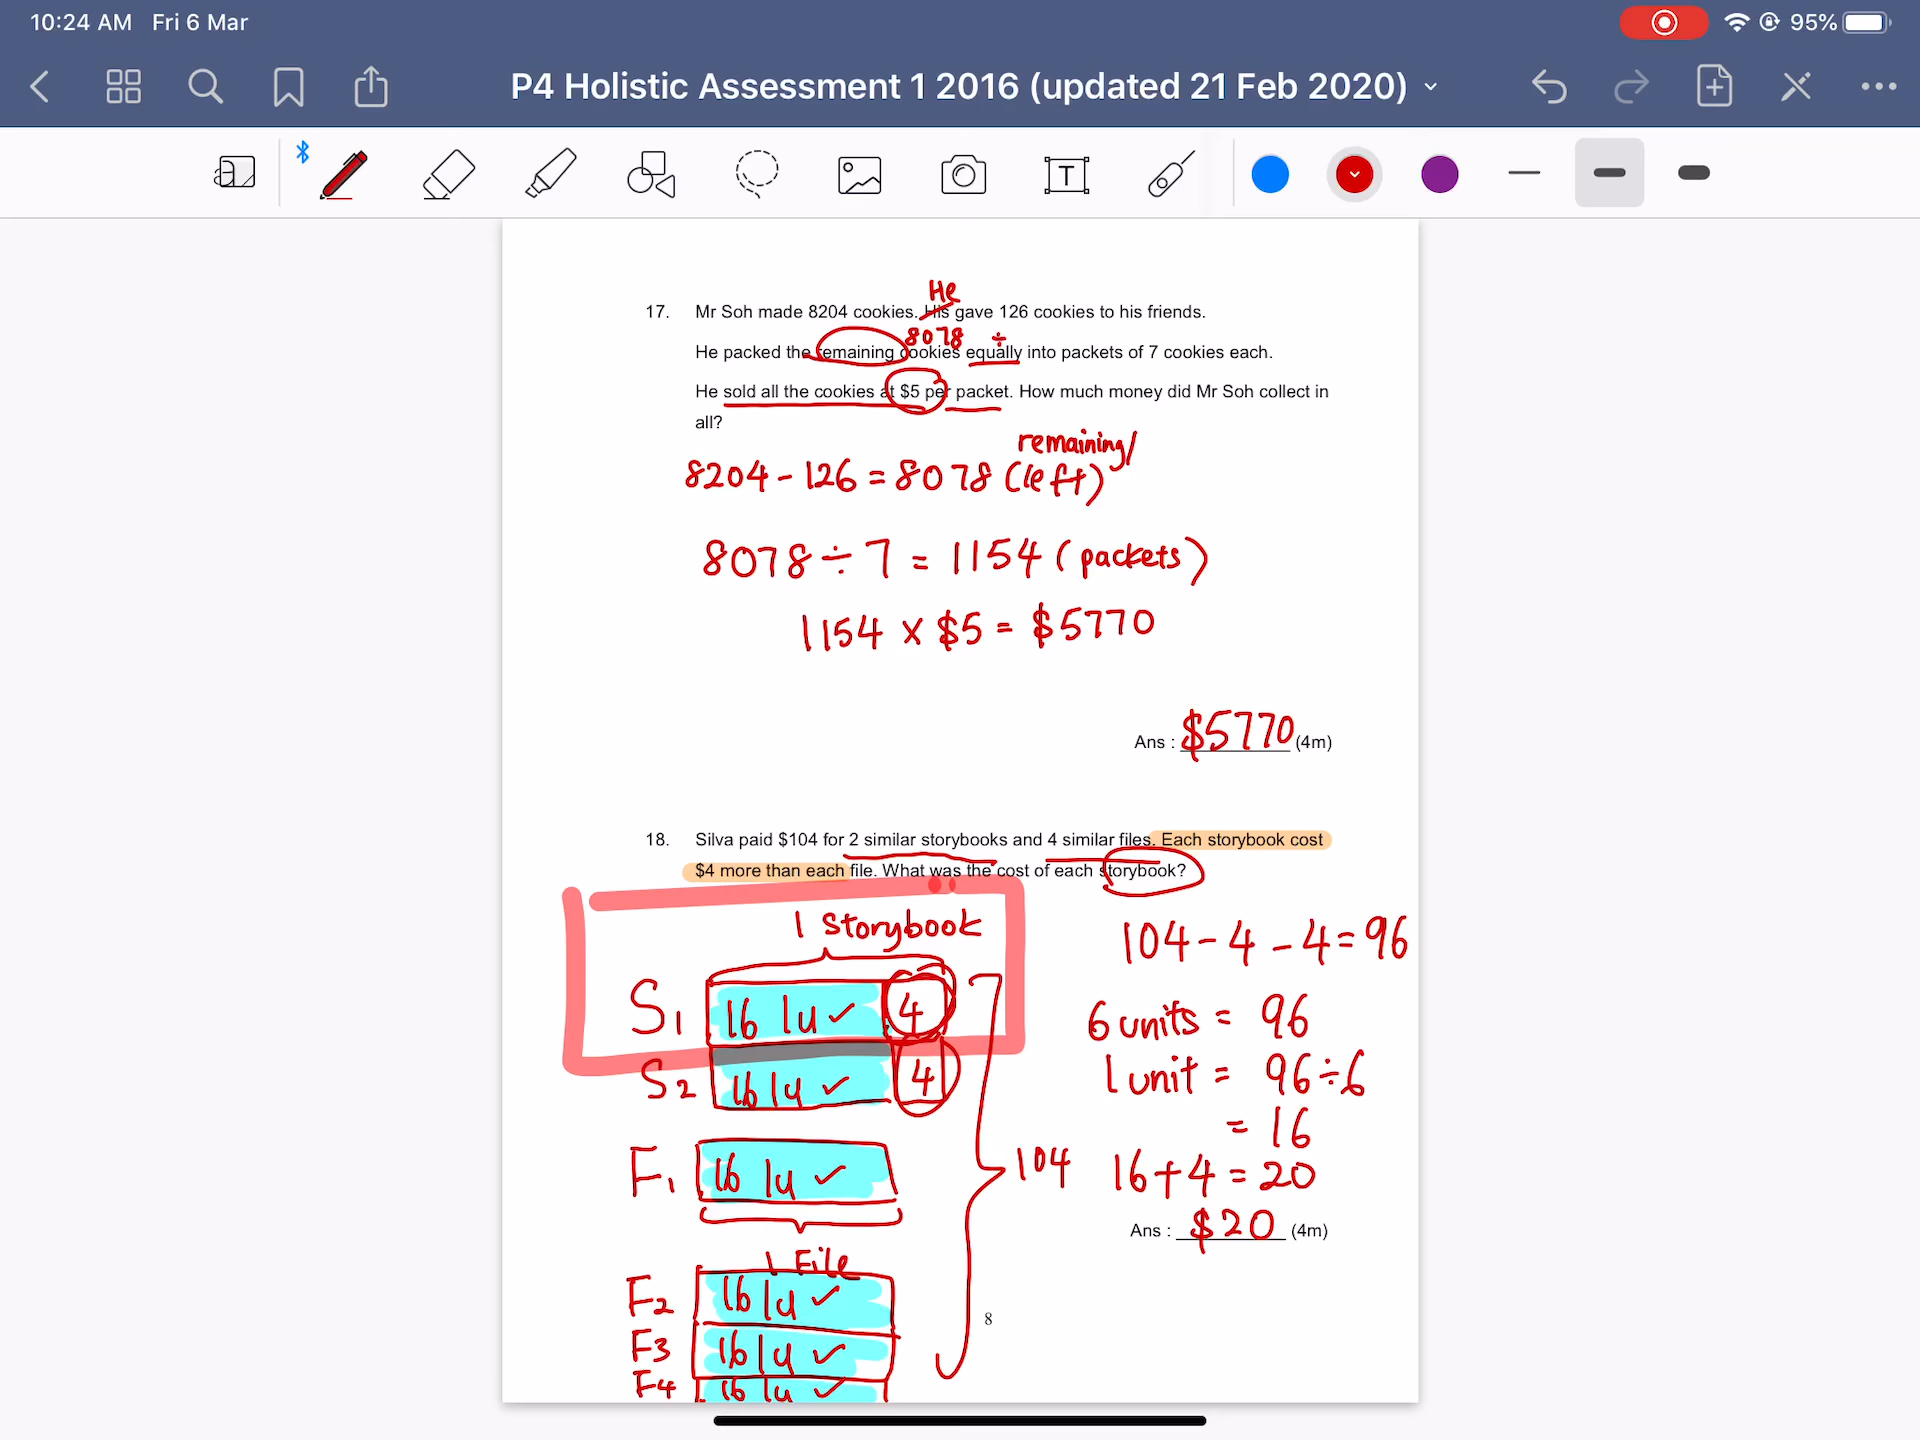 10:24 AM Fri 6 Mar
95%
P4 Holistic Assessment 1 2016 (updated 21 Feb 2020)
T
He
17. Mr Soh made 8204 cookies. His gave 126 cookies to his friends.
8078 ÷
He packed the remaining cookies equally into packets of 7 cookies each.
He sold all the cookies at $5 per packet. How much money did Mr Soh collect in
all?
remaining/
8204 - 126 = 8078 (left)
8078 ÷ 7 = 1154 (packets)
1154 x $5 = $5770
Ans : $5770 (4m)
18. Silva paid $104 for 2 similar storybooks and 4 similar files. Each storybook cost
$4 more than each file. What was the cost of each storybook?
1 Storybook
104 - 4 - 4 = 96
S1 16 1u ✓ 4
6 units = 96
S2 16 1u ✓ 4
1 unit = 96 ÷ 6
= 16
F1 16 1u ✓
104
16 + 4 = 20
Ans : $20 (4m)
1 File
F2 16 1u ✓
8
F3 16 1u ✓
F4 16 1u ✓